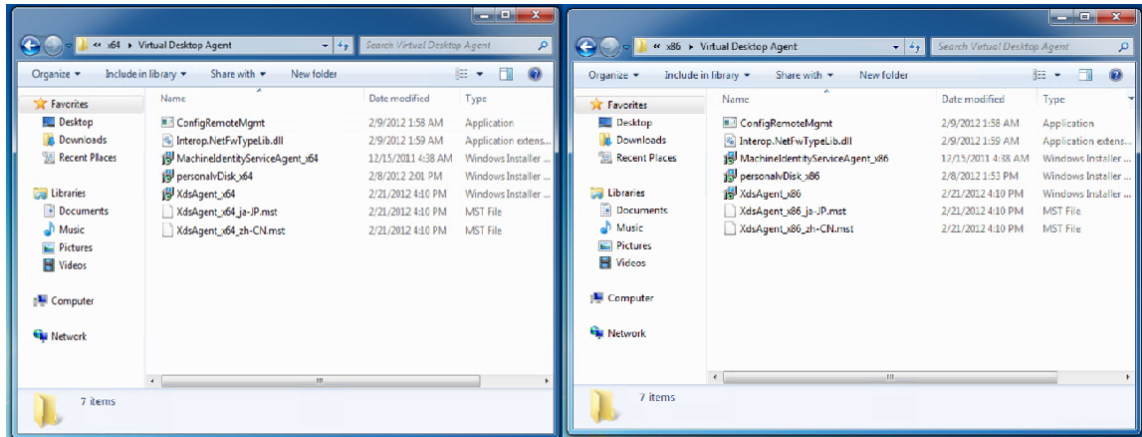 « x64 ▸ Virtual Desktop Agent
Search Virtual Desktop Agent
Organize ▾ Include in library ▾ Share with ▾ New folder
Favorites
Desktop
Downloads
Recent Places
Libraries
Documents
Music
Pictures
Videos
Computer
Network
Name Date modified Type
ConfigRemoteMgmt 2/9/2012 1:58 AM Application
Interop.NetFwTypeLib.dll 2/9/2012 1:59 AM Application extens...
MachineIdentityServiceAgent_x64 12/15/2011 4:38 AM Windows Installer ...
personalvDisk_x64 2/8/2012 2:01 PM Windows Installer ...
XdsAgent_x64 2/21/2012 4:10 PM Windows Installer ...
XdsAgent_x64_ja-JP.mst 2/21/2012 4:10 PM MST File
XdsAgent_x64_zh-CN.mst 2/21/2012 4:10 PM MST File
7 items
« x86 ▸ Virtual Desktop Agent
Search Virtual Desktop Agent
Organize ▾ Include in library ▾ Share with ▾ New folder
Favorites
Desktop
Downloads
Recent Places
Libraries
Documents
Music
Pictures
Videos
Computer
Network
Name Date modified Type
ConfigRemoteMgmt 2/9/2012 1:58 AM Application
Interop.NetFwTypeLib.dll 2/9/2012 1:59 AM Application extens...
MachineIdentityServiceAgent_x86 12/15/2011 4:38 AM Windows Installer ...
personalvDisk_x86 2/8/2012 1:53 PM Windows Installer ...
XdsAgent_x86 2/21/2012 4:10 PM Windows Installer ...
XdsAgent_x86_ja-JP.mst 2/21/2012 4:10 PM MST File
XdsAgent_x86_zh-CN.mst 2/21/2012 4:10 PM MST File
7 items